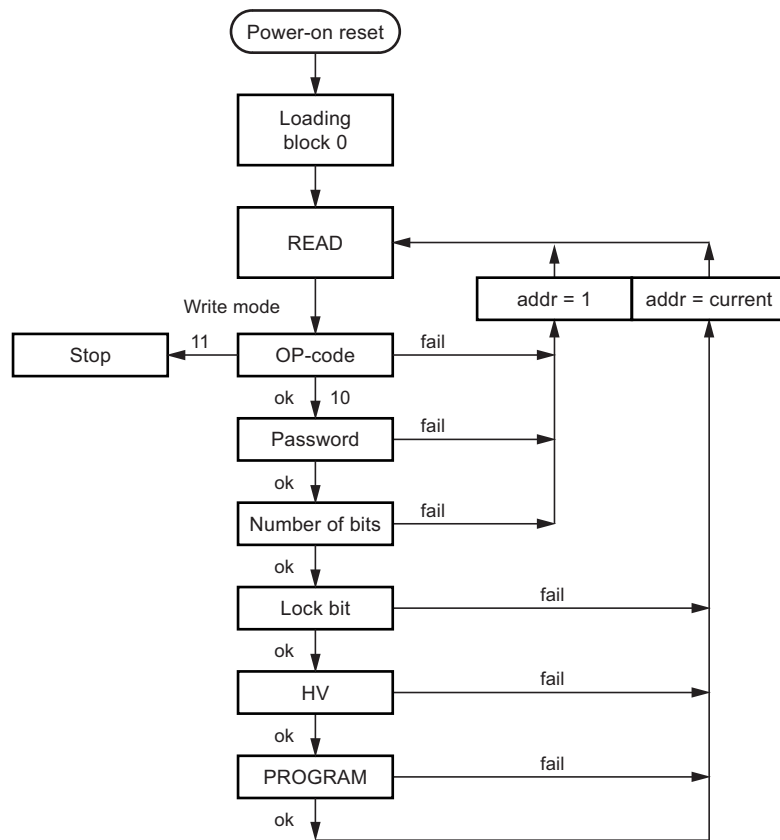 Power-on reset
Loading
block 0
READ
addr = 1
addr = current
Write mode
Stop
11
OP-code
fail
ok
10
Password
fail
ok
Number of bits
fail
ok
Lock bit
fail
ok
HV
fail
ok
PROGRAM
fail
ok